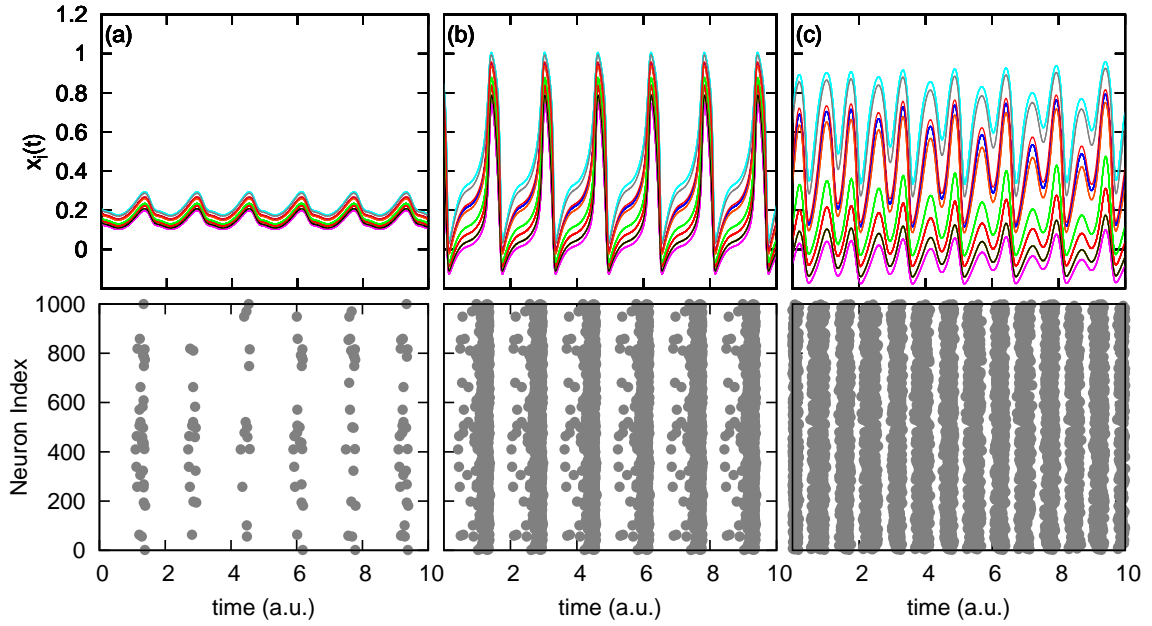 1.2
(a)
(b)
(c)
1
0.8
0.6
0.4
0.2
0
x_i(t)
1000
800
600
400
200
0
Neuron Index
0 2 4 6 8 10
2 4 6 8 10
2 4 6 8 10
time (a.u.)
time (a.u.)
time (a.u.)